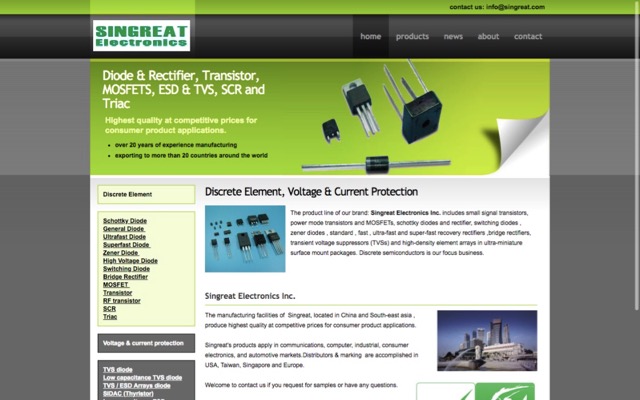 contact us: info@singreat.com
SINGREAT
Electronics
home products news about contact
Diode & Rectifier, Transistor,
MOSFETS, ESD & TVS, SCR and
Triac
Highest quality at competitive prices for
consumer product applications.
over 20 years of experience manufacturing
exporting to more than 20 countries around the world
Discrete Element
Schottky Diode
General Diode
Ultrafast Diode
Superfast Diode
Zener Diode
High Voltage Diode
Switching Diode
Bridge Rectifier
MOSFET
Transistor
RF transistor
SCR
Triac
Voltage & current protection
TVS diode
Low capacitance TVS diode
TVS / ESD Arrays diode
SIDAC (Thyristor)
Discrete Element, Voltage & Current Protection
The product line of our brand: Singreat Electronics Inc. includes small signal transistors,
power mode transistors and MOSFETs, schottky diodes and rectifier, switching diodes ,
zener diodes , standard , fast , ultra-fast and super-fast recovery rectifiers ,bridge rectifiers,
transient voltage suppressors (TVSs) and high-density element arrays in ultra-miniature
surface mount packages. Discrete semiconductors is our focus business.
Singreat Electronics Inc.
The manufacturing facilities of Singreat, located in China and South-east asia ,
produce highest quality at competitive prices for consumer product applications.
Singreat's products apply in communications, computer, industrial, consumer
electronics, and automotive markets.Distributors & marking are accomplished in
USA, Taiwan, Singapore and Europe.
Welcome to contact us if you request for samples or have any questions.